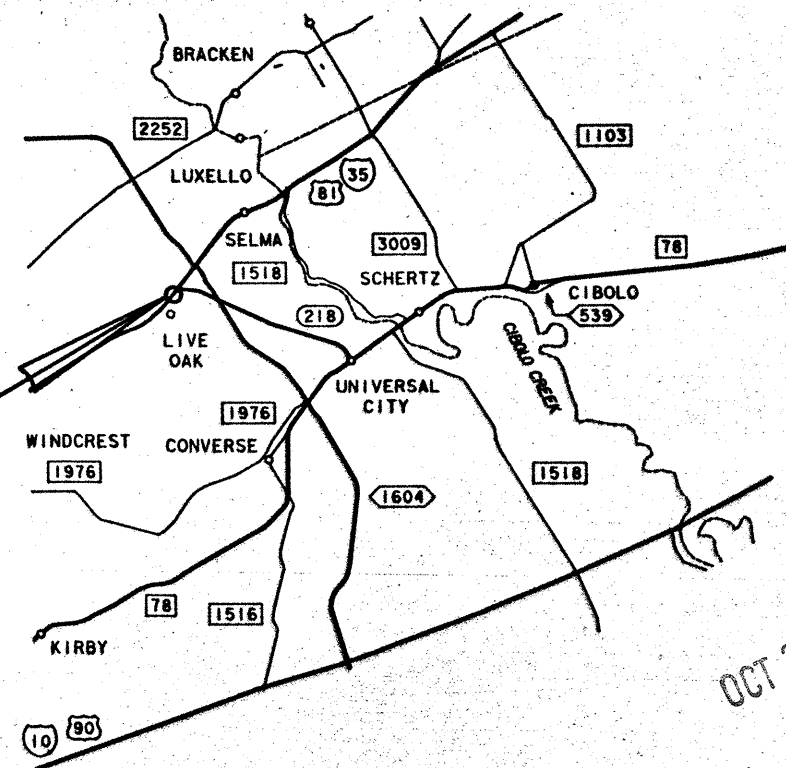 BRACKEN
2252
1103
LUXELLO
35
81
SELMA
3009
78
1518
SCHERTZ
CIBOLO
218
539
LIVE
OAK
CIBOLO CREEK
UNIVERSAL
CITY
1976
WINDCREST
CONVERSE
1976
1518
1604
78
1516
KIRBY
OCT
10
90